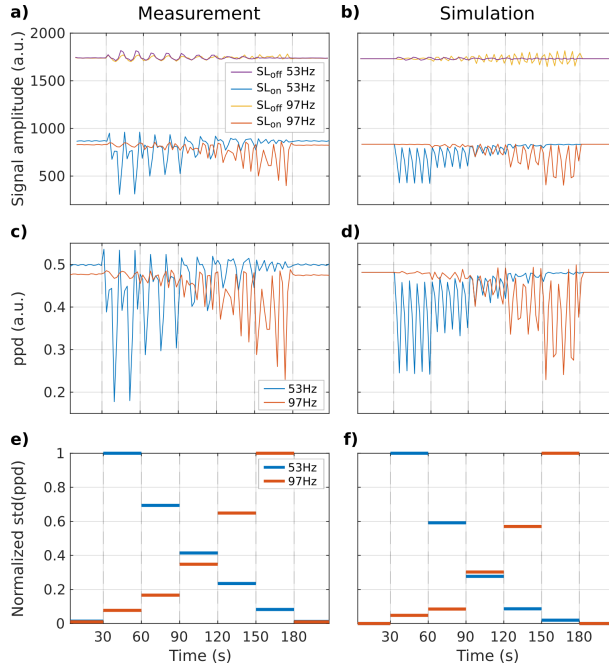 Measurement
Simulation
a)
b)
2000
1500
1000
500
Signal amplitude (a.u.)
SLoff 53Hz
SLon 53Hz
SLoff 97Hz
SLon 97Hz
c)
d)
0.5
0.4
0.3
0.2
ppd (a.u.)
53Hz
97Hz
e)
f)
1
0.8
0.6
0.4
0.2
0
Normalized std(ppd)
53Hz
97Hz
30 60 90 120 150 180
30 60 90 120 150 180
Time (s)
Time (s)